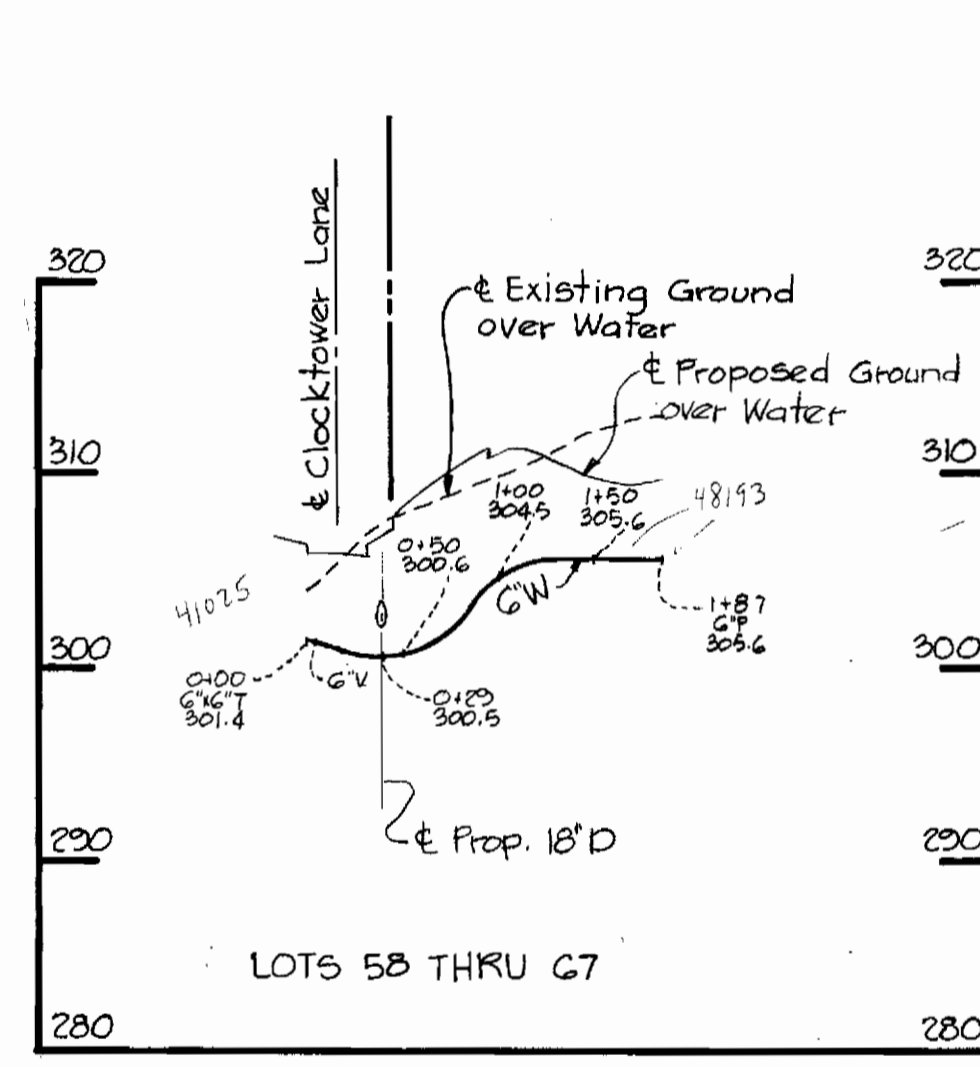 ℄ Clocktower Lane
320
320
℄ Existing Ground
over Water
℄ Proposed Ground
over Water
310
310
1+00
304.5
1+50
305.6
48193
0+50
300.6
41025
6"W
1+87
6"P
305.6
300
300
0+00
6"x6"T
301.4
6"V
0+29
300.5
290
290
℄ Prop. 18"D
LOTS 58 THRU 67
280
280